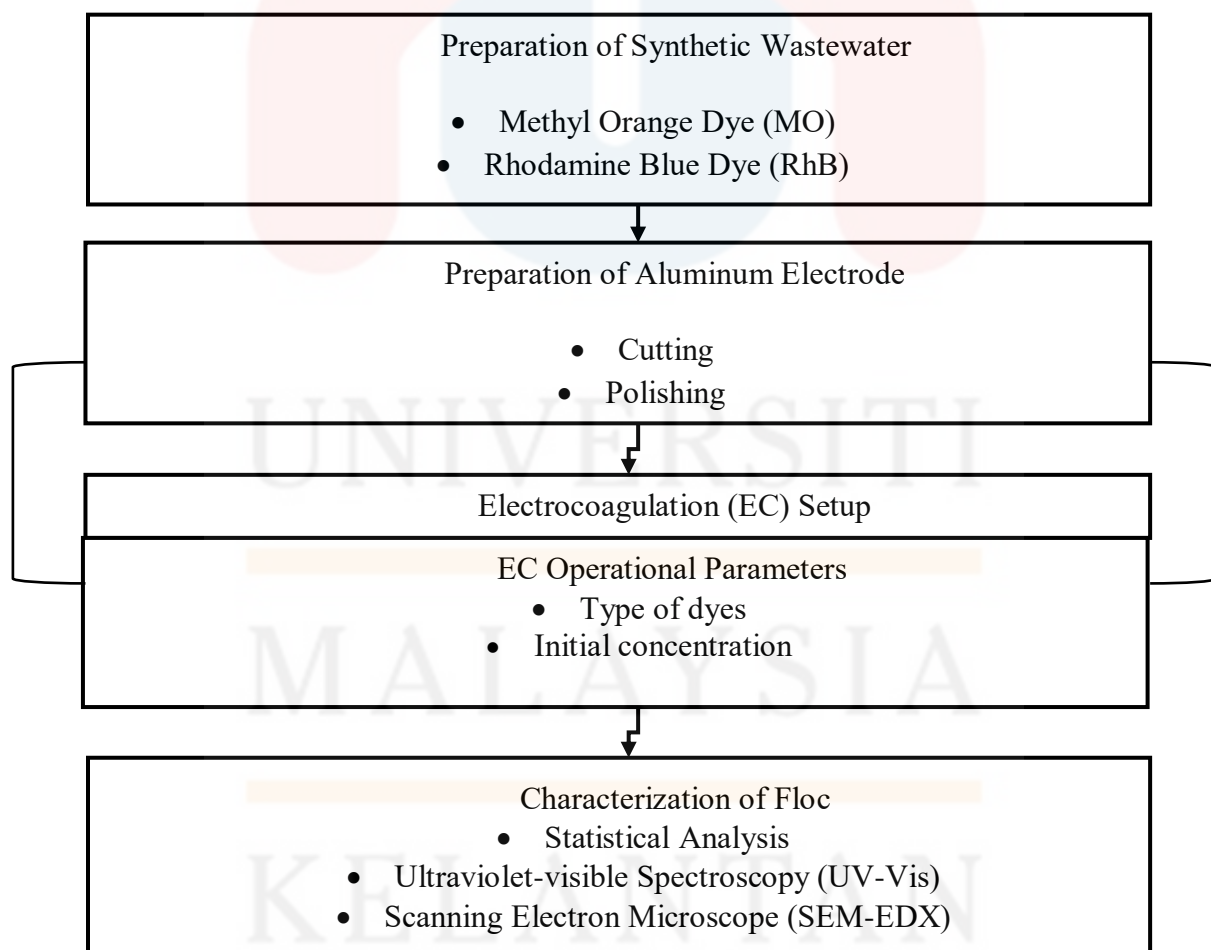 Preparation of Synthetic Wastewater
• Methyl Orange Dye (MO)
• Rhodamine Blue Dye (RhB)
Preparation of Aluminum Electrode
• Cutting
• Polishing
UNIVERSITI
Electrocoagulation (EC) Setup
EC Operational Parameters
• Type of dyes
• Initial concentration
MALAYSIA
Characterization of Floc
• Statistical Analysis
• Ultraviolet-visible Spectroscopy (UV-Vis)
KELANTAN
• Scanning Electron Microscope (SEM-EDX)